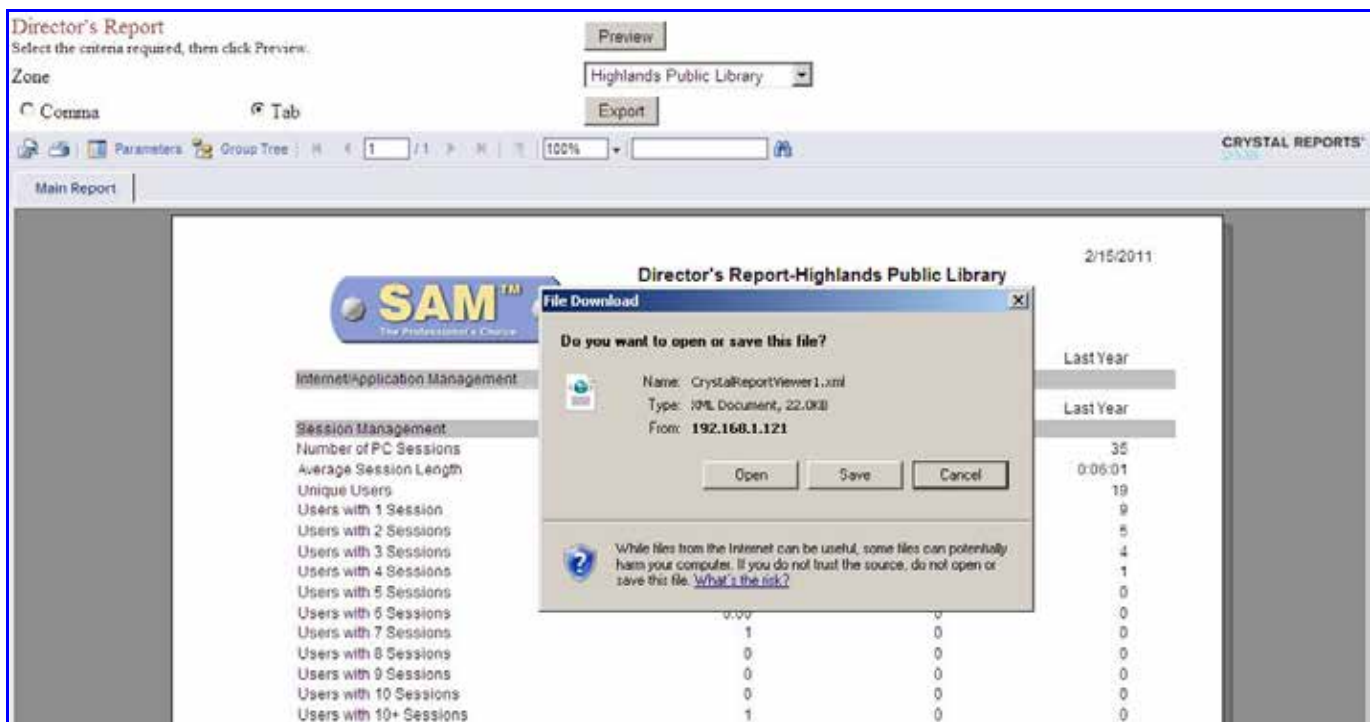 Director's Report
Preview
Select the criteria required, then click Preview.
Zone
Highlands Public Library
Comma
Tab
Export
Parameters
Group Tree
1
/1
100%
CRYSTAL REPORTS
Main Report
2/15/2011
Director's Report-Highlands Public Library
SAM™
The Professional's Choice
File Download
Do you want to open or save this file?
Last Year
Internet/Application Management
Name: CrystalReportViewer1.xml
Type: XML Document, 22.0KB
Last Year
From: 192.168.1.121
Session Management
Number of PC Sessions 35
Average Session Length 0:06:01
Open Save Cancel
Unique Users 19
Users with 1 Session 9
Users with 2 Sessions 5
Users with 3 Sessions 4
Users with 4 Sessions 1
While files from the Internet can be useful, some files can potentially
harm your computer. If you do not trust the source, do not open or
save this file. What's the risk?
Users with 5 Sessions 0
Users with 6 Sessions 0:00 0 0
Users with 7 Sessions 1 0 0
Users with 8 Sessions 0 0 0
Users with 9 Sessions 0 0 0
Users with 10 Sessions 0 0 0
Users with 10+ Sessions 1 0 0